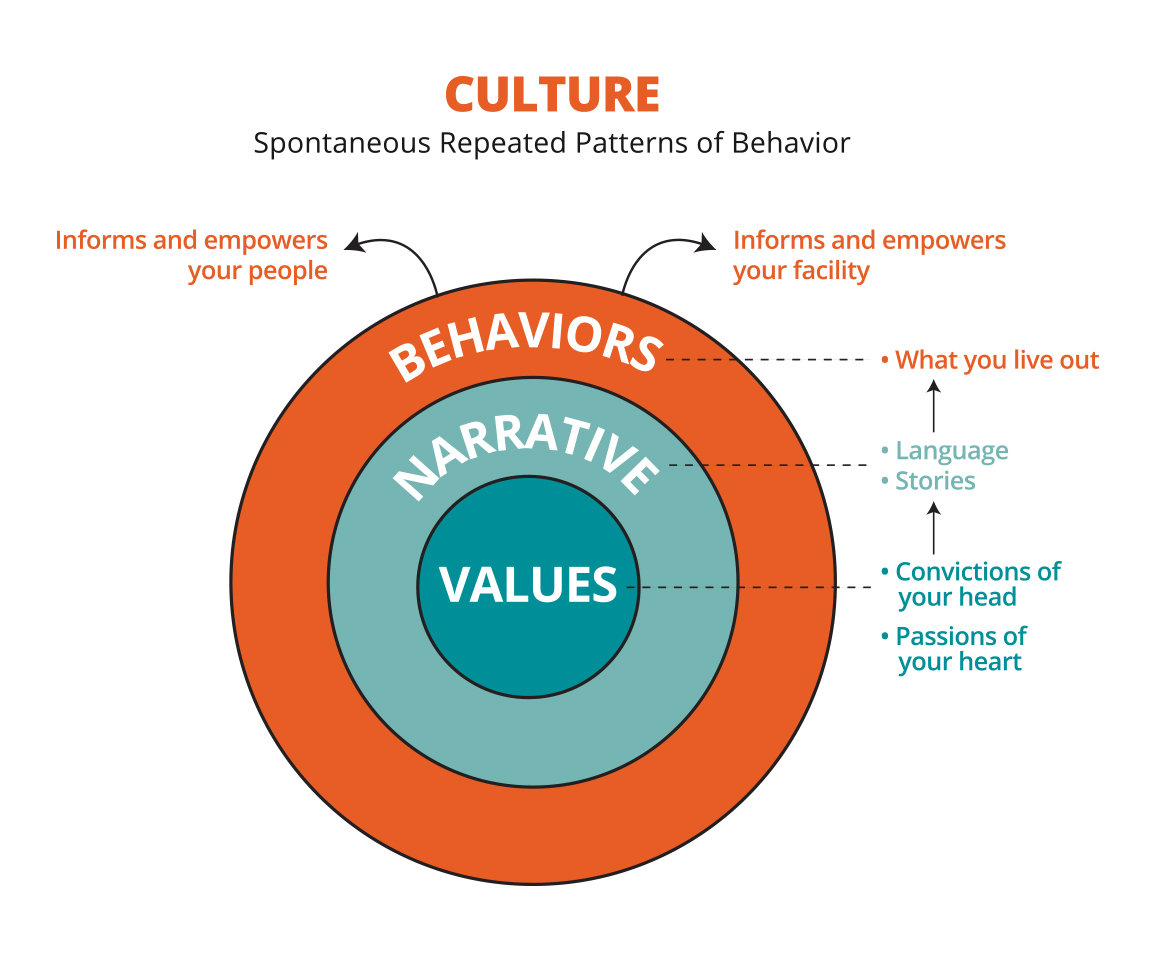 CULTURE
Spontaneous Repeated Patterns of Behavior
Informs and empowers
your people
Informs and empowers
your facility
BEHAVIORS
• What you live out
NARRATIVE
• Language
• Stories
VALUES
• Convictions of
your head
• Passions of
your heart